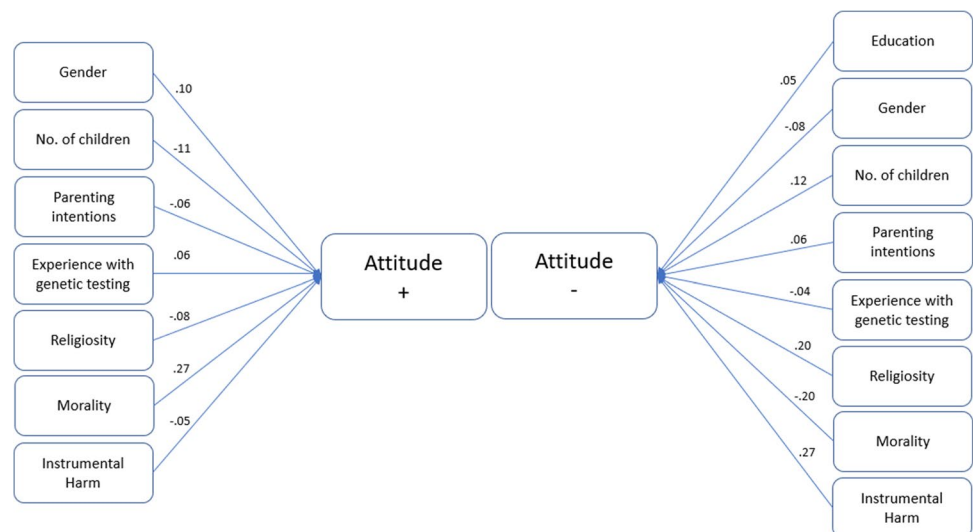 Gender
.10
No. of children
-11
Parenting
intentions
-.06
Experience with
genetic testing
.06
Religiosity
-.08
Morality
.27
Instrumental
Harm
-.05
Attitude
+
Attitude
-
Education
.05
Gender
-.08
No. of children
.12
Parenting
intentions
.06
Experience with
genetic testing
-.04
Religiosity
.20
Morality
-.20
Instrumental
Harm
.27